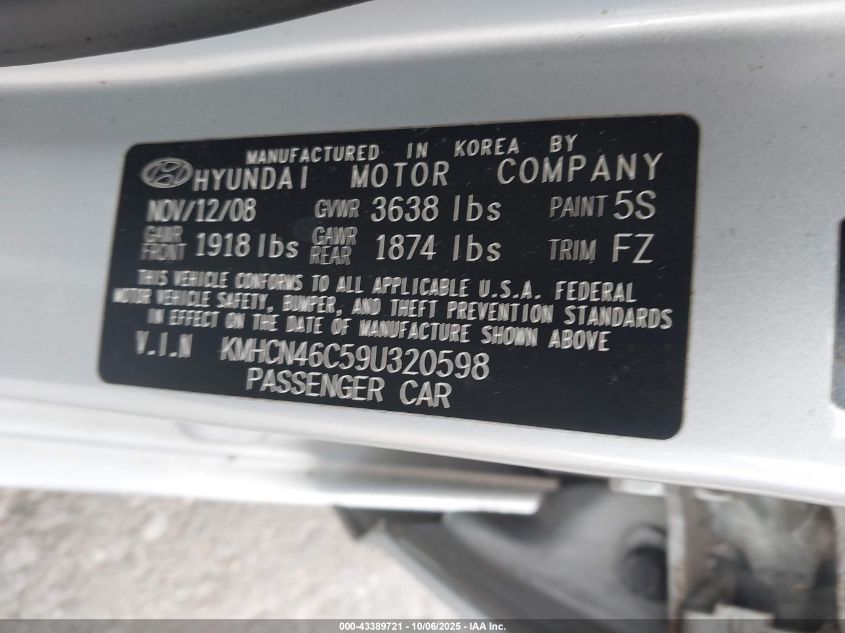 MANUFACTURED IN KOREA BY
HYUNDAI MOTOR COMPANY
NOV/12/08 GVWR 3638 lbs PAINT 5S
GAWR FRONT 1918 lbs GAWR REAR 1874 lbs TRIM FZ
THIS VEHICLE CONFORMS TO ALL APPLICABLE U.S.A. FEDERAL
MOTOR VEHICLE SAFETY, BUMPER, AND THEFT PREVENTION STANDARDS
IN EFFECT ON THE DATE OF MANUFACTURE SHOWN ABOVE
V.I.N KMHCN46C59U320598
PASSENGER CAR
000-43389721 - 10/06/2025 - IAA Inc.